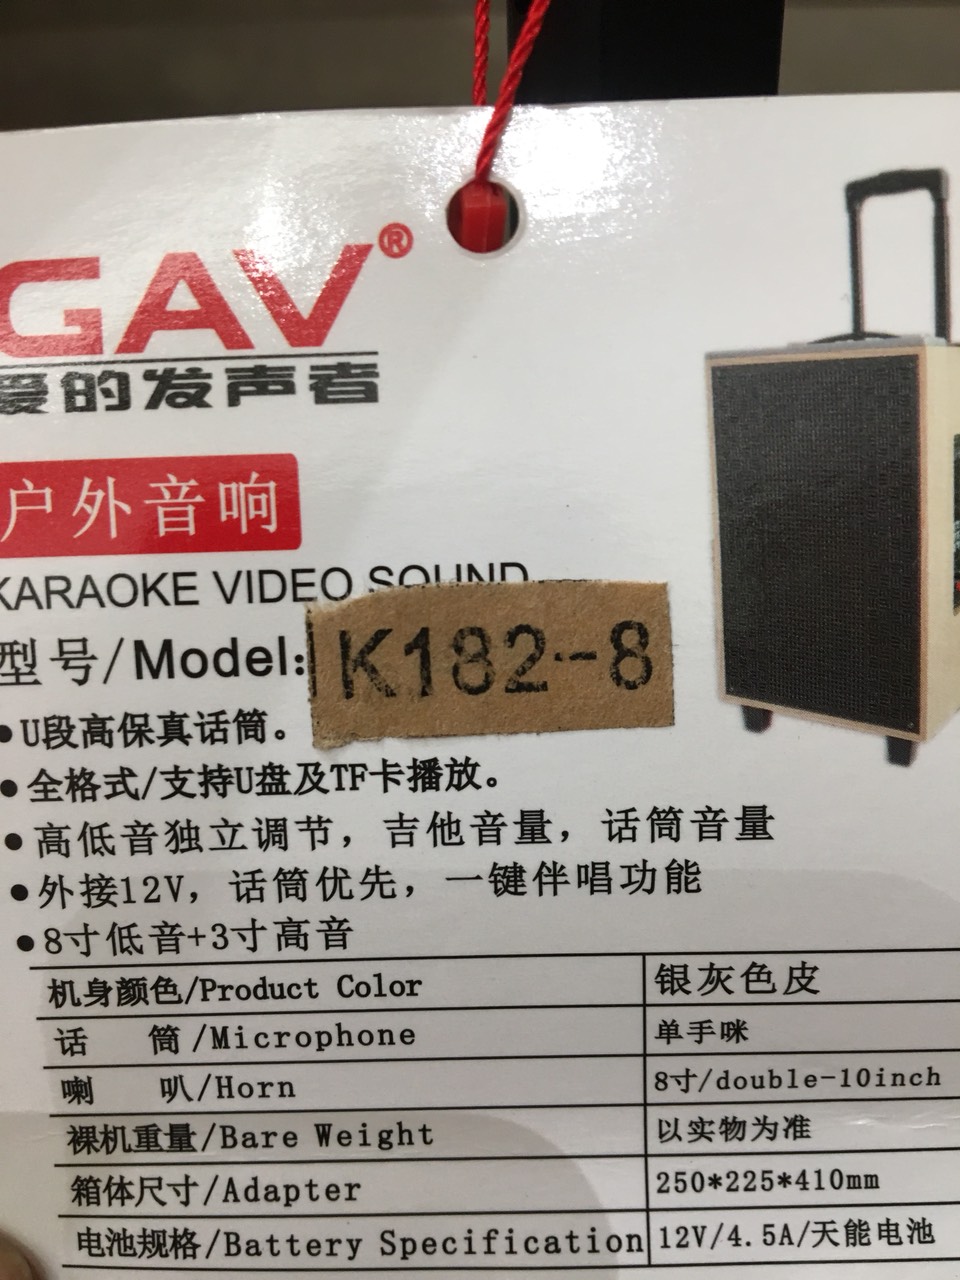 GAV®
爱的发声者
户外音响
KARAOKE VIDEO SOUND
型号/Model: K182--8
●U段高保真话筒。
●全格式/支持U盘及TF卡播放。
●高低音独立调节，吉他音量，话筒音量
●外接12V，话筒优先，一键伴唱功能
●8寸低音+3寸高音
机身颜色/Product Color 银灰色皮
话 筒/Microphone 单手咪
喇 叭/Horn 8寸/double-10inch
裸机重量/Bare Weight 以实物为准
箱体尺寸/Adapter 250*225*410mm
电池规格/Battery Specification 12V/4.5A/天能电池